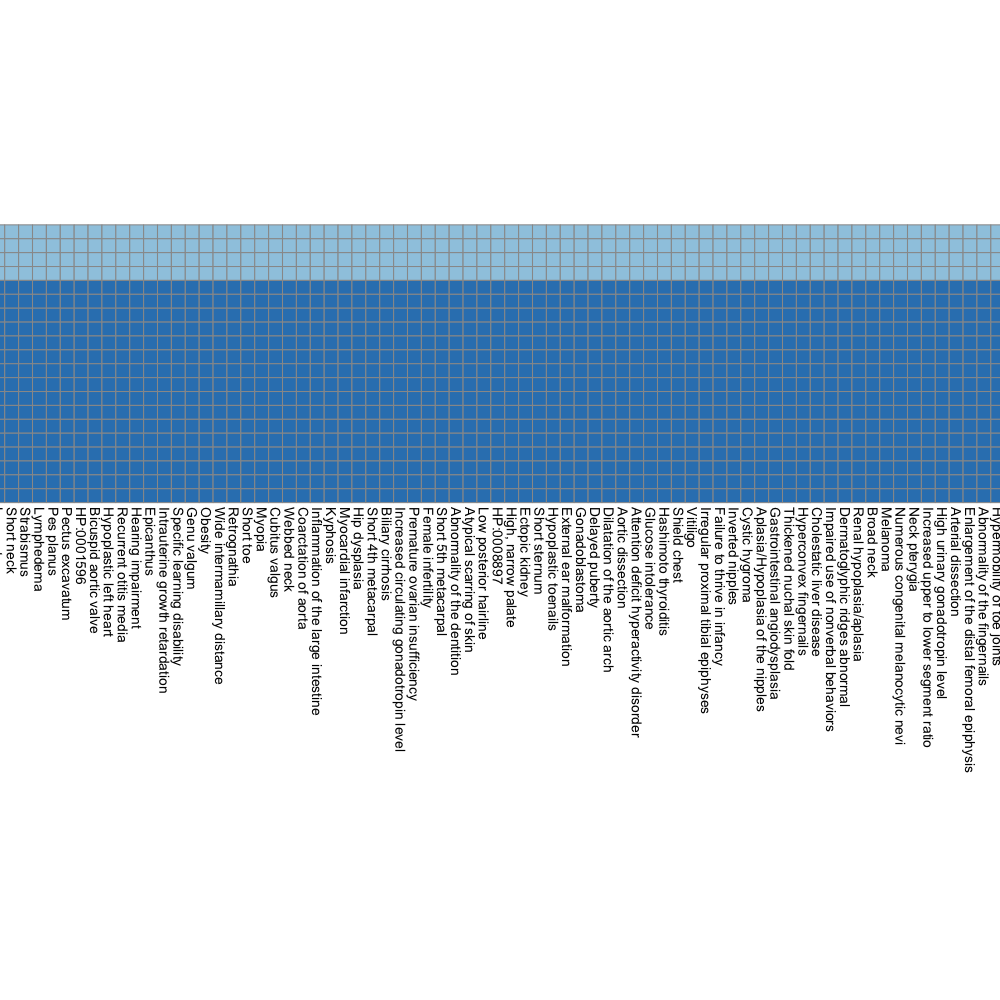 Short neck
Strabismus
Lymphedema
Pes planus
Pectus excavatum
HP:0001596
Bicuspid aortic valve
Hypoplastic left heart
Recurrent otitis media
Hearing impairment
Epicanthus
Intrauterine growth retardation
Specific learning disability
Genu valgum
Obesity
Wide intermamillary distance
Retrognathia
Short toe
Myopia
Cubitus valgus
Webbed neck
Coarctation of aorta
Inflammation of the large intestine
Kyphosis
Myocardial infarction
Hip dysplasia
Short 4th metacarpal
Biliary cirrhosis
Increased circulating gonadotropin level
Premature ovarian insufficiency
Female infertility
Short 5th metacarpal
Abnormality of the dentition
Atypical scarring of skin
Low posterior hairline
HP:0008897
High, narrow palate
Ectopic kidney
Short sternum
Hypoplastic toenails
External ear malformation
Gonadoblastoma
Delayed puberty
Dilatation of the aortic arch
Aortic dissection
Attention deficit hyperactivity disorder
Glucose intolerance
Hashimoto thyroiditis
Shield chest
Vitiligo
Irregular proximal tibial epiphyses
Failure to thrive in infancy
Inverted nipples
Cystic hygroma
Aplasia/Hypoplasia of the nipples
Gastrointestinal angiodysplasia
Thickened nuchal skin fold
Hyperconvex fingernails
Cholestatic liver disease
Impaired use of nonverbal behaviors
Dermatoglyphic ridges abnormal
Renal hypoplasia/aplasia
Broad neck
Melanoma
Numerous congenital melanocytic nevi
Neck pterygia
Increased upper to lower segment ratio
High urinary gonadotropin level
Arterial dissection
Enlargement of the distal femoral epiphysis
Abnormality of the fingernails
Hypermobility of toe joints